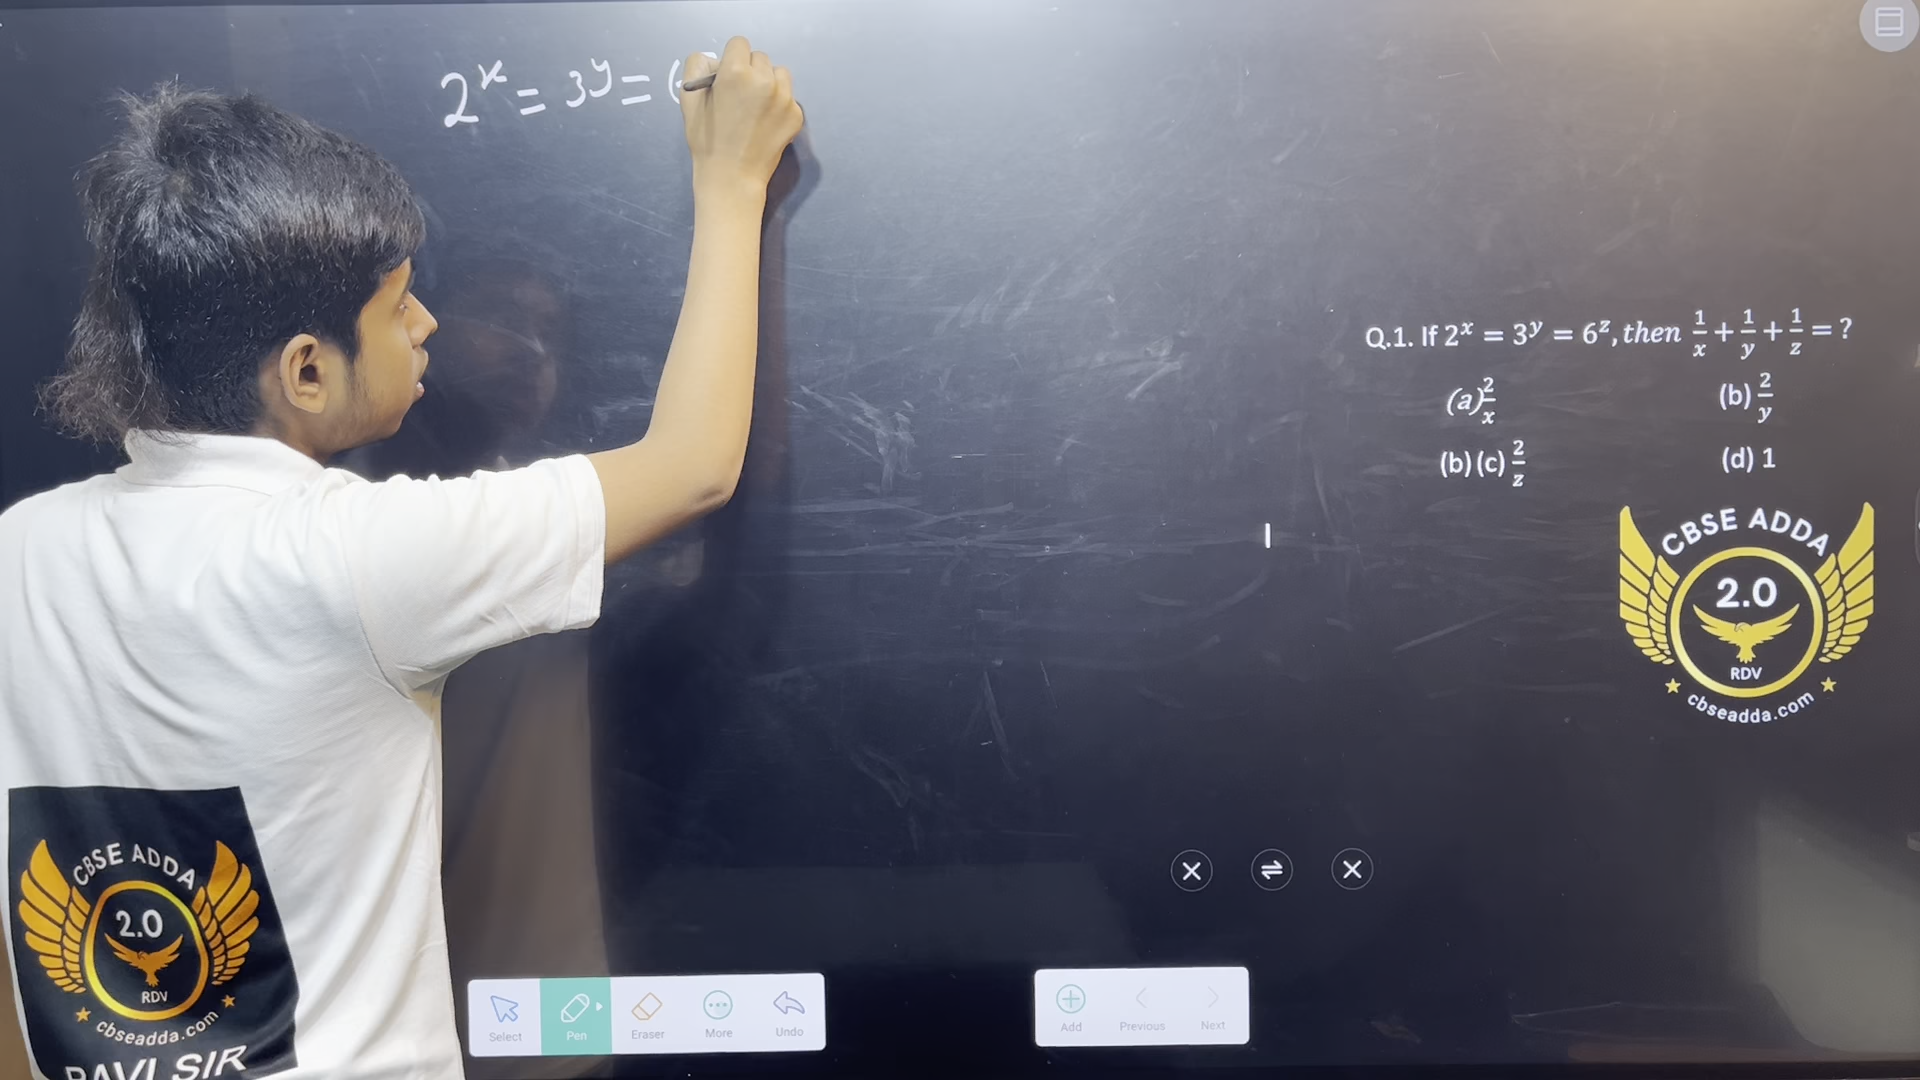 2^x = 3^y = (
Q.1. If 2^x = 3^y = 6^z, then 1/x + 1/y + 1/z = ?
(a) 2/x (b) 2/y
(b) (c) 2/z (d) 1
CBSE ADDA
2.0
RDV
cbseadda.com
CBSE ADDA
2.0
RDV
cbseadda.com
RAVI SIR
Select Pen Eraser More Undo
Add Previous Next